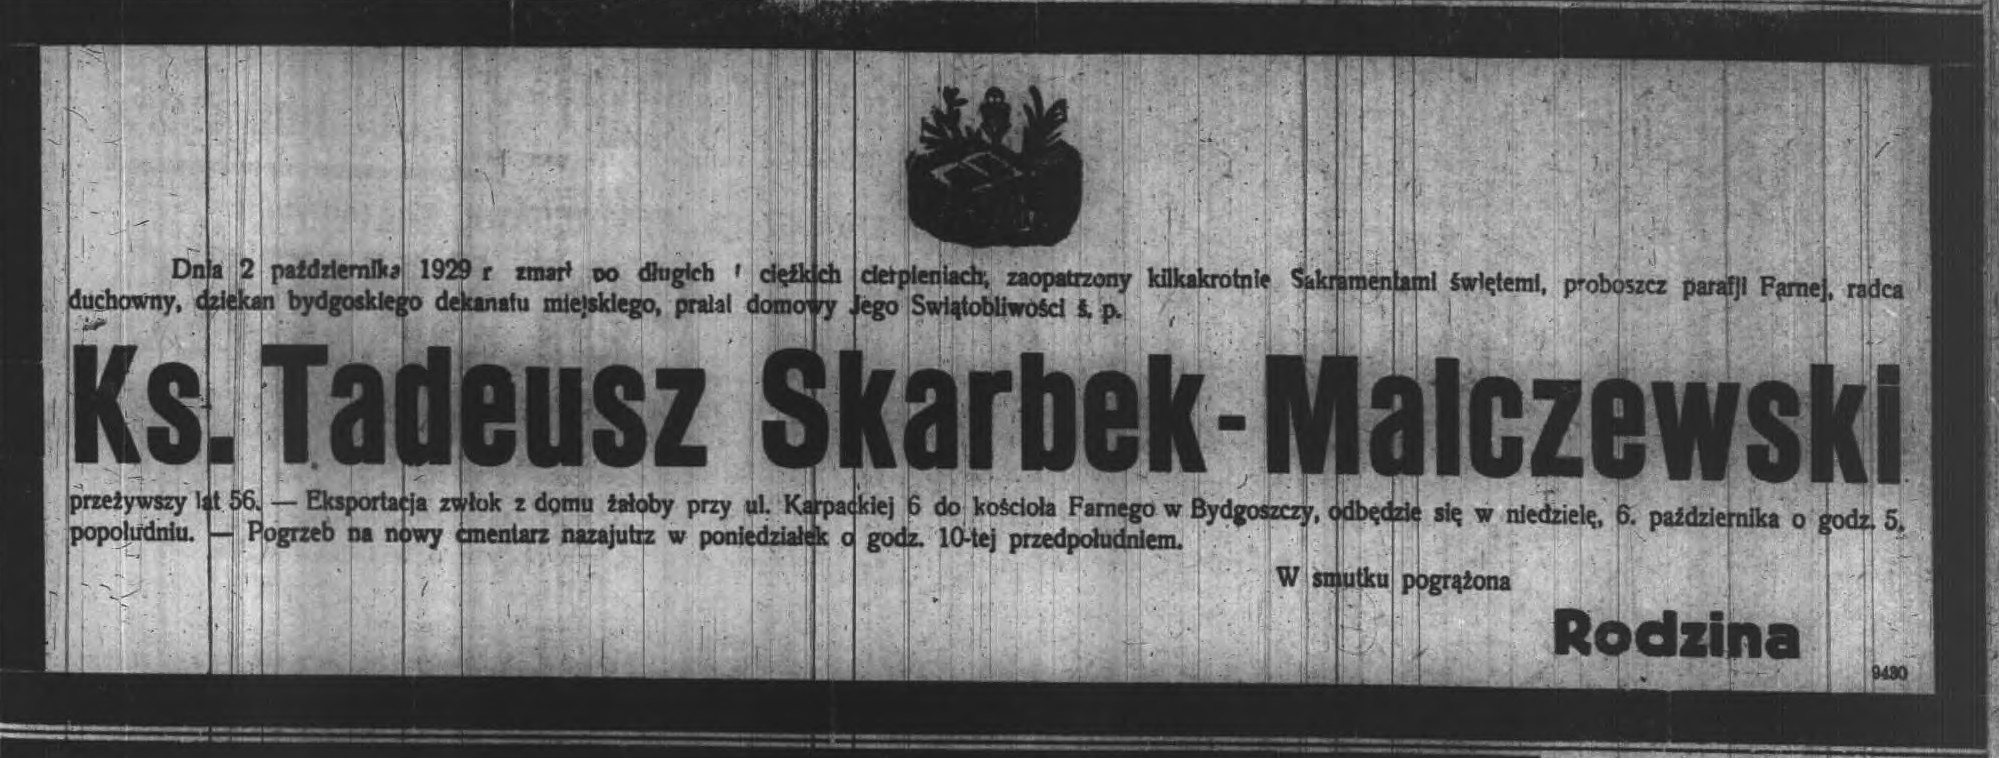 Dnia 2 października 1929 r zmarł po długich i ciężkich cierpieniach, zaopatrzony kilkakrotnie Sakramentami świętemi, proboszcz parafji Farnej, radca
duchowny, dziekan bydgoskiego dekanatu miejskiego, prałat domowy Jego Swiątobliwości ś. p.
Ks. Tadeusz Skarbek-Malczewski
przeżywszy lat 56. — Eksportacja zwłok z domu żałoby przy ul. Karpackiej 6 do kościoła Farnego w Bydgoszczy, odbędzie się w niedzielę, 6. października o godz. 5.
popołudniu. — Pogrzeb na nowy cmentarz nazajutrz w poniedziałek o godz. 10-tej przedpołudniem.
W smutku pogrążona
Rodzina
9430